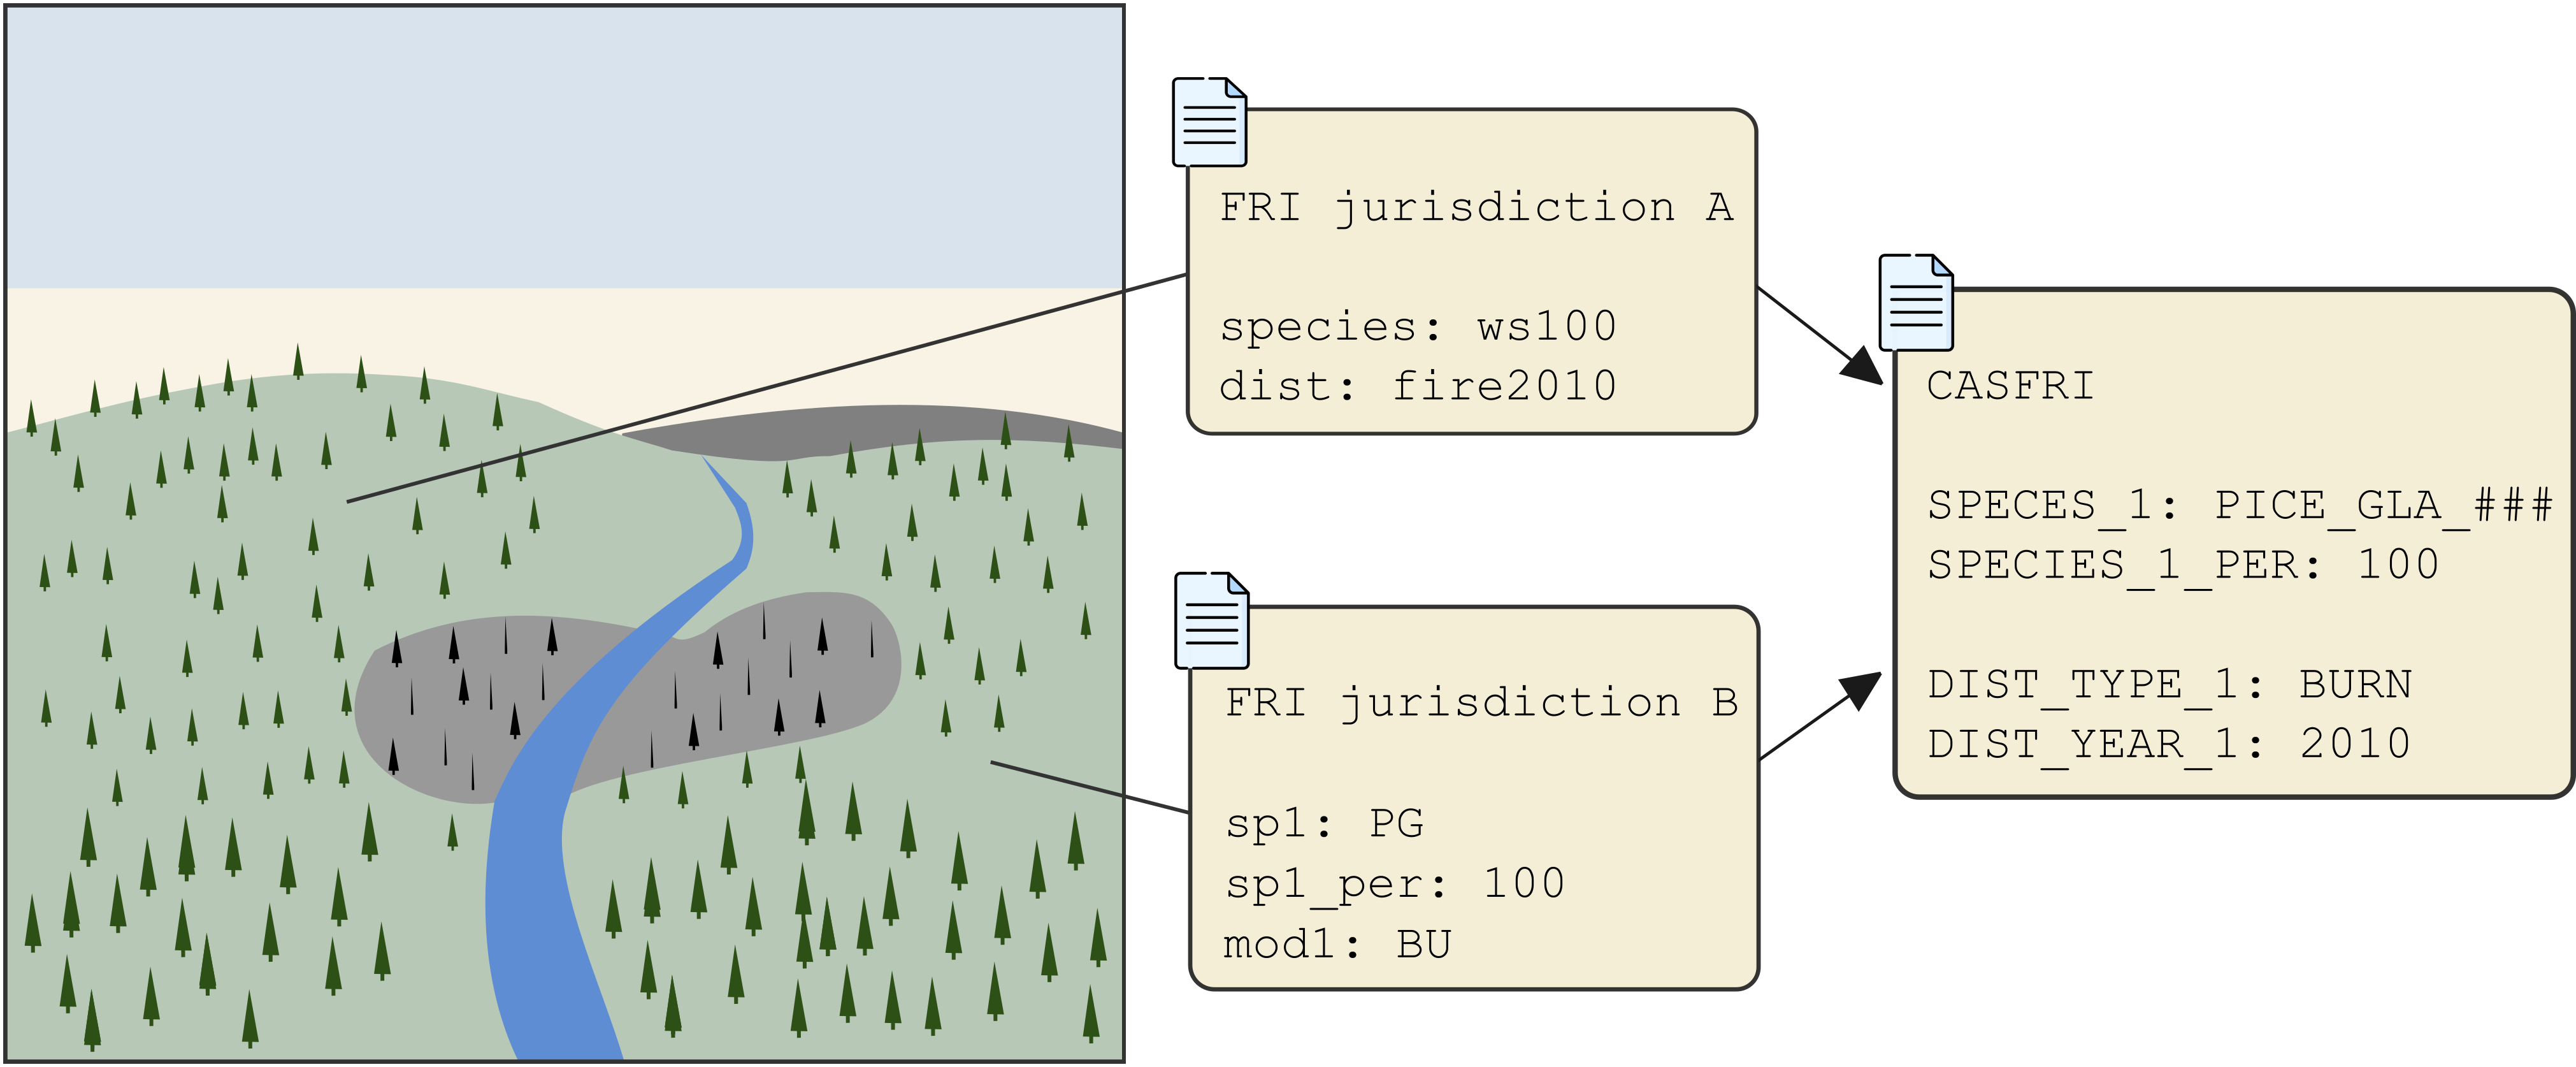 FRI jurisdiction A
species: ws100
dist: fire2010
FRI jurisdiction B
sp1: PG
sp1_per: 100
mod1: BU
CASFRI
SPECES_1: PICE_GLA_###
SPECIES_1_PER: 100
DIST_TYPE_1: BURN
DIST_YEAR_1: 2010